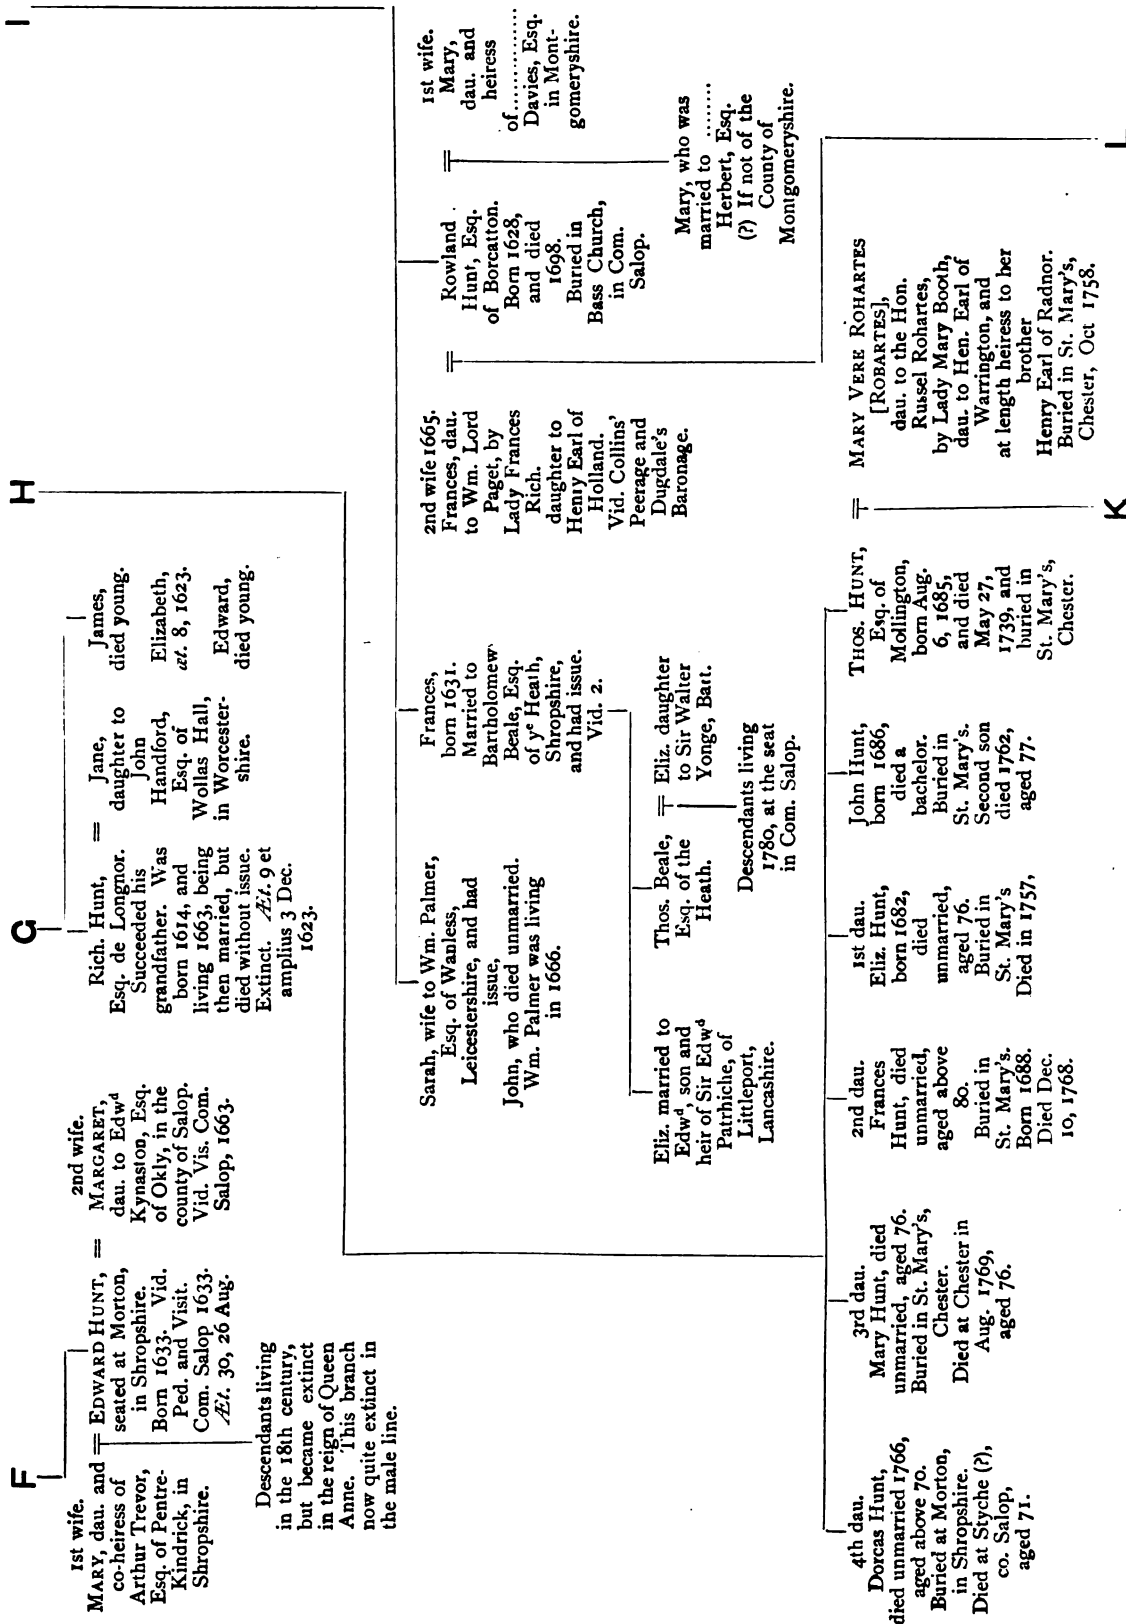 F
G
H
I
1st wife.
MARY, dau. and
co-heiress of
Arthur Trevor,
Esq. of Pentre-
Kindrick, in
Shropshire.
=
EDWARD HUNT,
seated at Morton,
in Shropshire.
Born 1633. Vid.
Ped. and Visit.
Com. Salop 1633.
Æt. 30, 26 Aug.
=
2nd wife.
MARGARET,
dau. to Edwd
Kynaston, Esq.
of Okly, in the
county of Salop.
Vid. Vis. Com.
Salop, 1663.
Descendants living
in the 18th century,
but became extinct
in the reign of Queen
Anne. This branch
now quite extinct in
the male line.
Rich. Hunt,
Esq. de Longnor.
Succeeded his
grandfather. Was
born 1614, and
living 1663, being
then married, but
died without issue.
Extinct. Æt. 9 et
amplius 3 Dec.
1623.
=
Jane,
daughter to
John
Handford,
Esq. of
Wollas Hall,
in Worcester-
shire.
James,
died young.
Elizabeth,
æt. 8, 1623.
Edward,
died young.
Sarah, wife to Wm. Palmer,
Esq. of Wanless,
Leicestershire, and had
issue,
John, who died unmarried.
Wm. Palmer was living
in 1666.
Frances,
born 1631.
Married to
Bartholomew
Beale, Esq.
of ye Heath,
Shropshire,
and had issue.
Vid. 2.
2nd wife 1665.
Frances, dau.
to Wm. Lord
Paget, by
Lady Frances
Rich.
daughter to
Henry Earl of
Holland.
Vid. Collins'
Peerage and
Dugdale's
Baronage.
=
Rowland
Hunt, Esq.
of Borcatton.
Born 1628,
and died
1698.
Buried in
Bass Church,
in Com.
Salop.
=
1st wife.
Mary,
dau. and
heiress
of...............
Davies, Esq.
in Mont-
gomeryshire.
Mary, who was
married to ........
Herbert, Esq.
(?) If not of the
County of
Montgomeryshire.
Eliz. married to
Edwd, son and
heir of Sir Edwd
Patrhiche, of
Littleport,
Lancashire.
Thos. Beale,
Esq. of the
Heath.
=
Eliz. daughter
to Sir Walter
Yonge, Bart.
Descendants living
1780, at the seat
in Com. Salop.
4th dau.
Dorcas Hunt,
died unmarried 1766,
aged above 70.
Buried at Morton,
in Shropshire.
Died at Styche (?),
co. Salop,
aged 71.
3rd dau.
Mary Hunt, died
unmarried, aged 76.
Buried in St. Mary's,
Chester.
Died at Chester in
Aug. 1769,
aged 76.
2nd dau.
Frances
Hunt, died
unmarried,
aged above
80.
Buried in
St. Mary's.
Born 1688.
Died Dec.
10, 1768.
1st dau.
Eliz. Hunt,
born 1682,
died
unmarried,
aged 76.
Buried in
St. Mary's
Died in 1757,
John Hunt,
born 1686,
died a
bachelor.
Buried in
St. Mary's.
Second son
died 1762,
aged 77.
THOS. HUNT,
Esq. of
Mollington,
born Aug.
6, 1685,
and died
May 27,
1739, and
buried in
St. Mary's,
Chester.
=
MARY VERE ROHARTES
[ROBARTES],
dau. to the Hon.
Russel Rohartes,
by Lady Mary Booth,
dau. to Hen. Earl of
Warrington, and
at length heiress to her
brother
Henry Earl of Radnor.
Buried in St. Mary's,
Chester, Oct 1758.
K
L